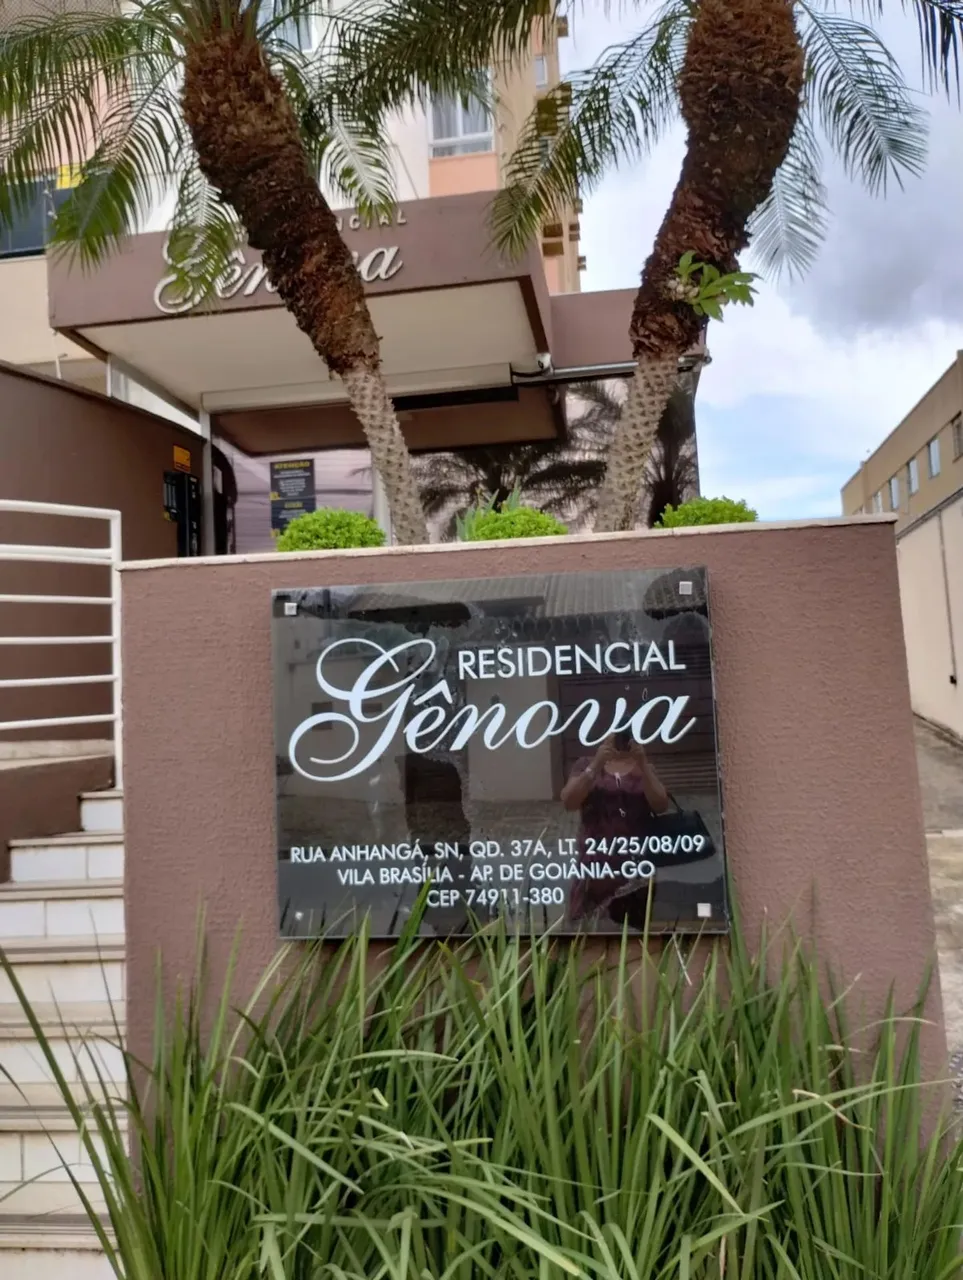 Gênova
ATENÇÃO
RESIDENCIAL
Gênova
RUA ANHANGÁ, SN, QD. 37A, LT. 24/25/08/09
VILA BRASÍLIA - AP. DE GOIÂNIA-GO
CEP 74911-380